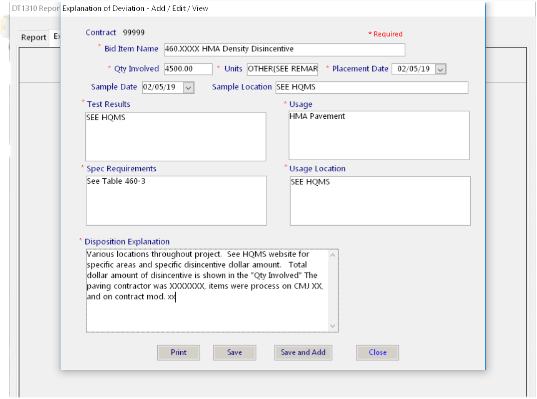 DT1310 Repor Explanation of Deviation - Add / Edit / View
Report
Contract 99999
* Required
* Bid Item Name 460.XXXX HMA Density Disincentive
* Qty Involved 4500.00 * Units OTHER(SEE REMAR * Placement Date 02/05/19
Sample Date 02/05/19 Sample Location SEE HQMS
* Test Results * Usage
SEE HQMS HMA Pavement
* Spec Requirements * Usage Location
See Table 460-3 SEE HQMS
* Disposition Explanation
Various locations throughout project. See HQMS website for
specific areas and specific disincentive dollar amount. Total
dollar amount of disincentive is shown in the "Qty Involved" The
paving contractor was XXXXXXX, items were process on CMJ XX,
and on contract mod. xx
Print Save Save and Add Close